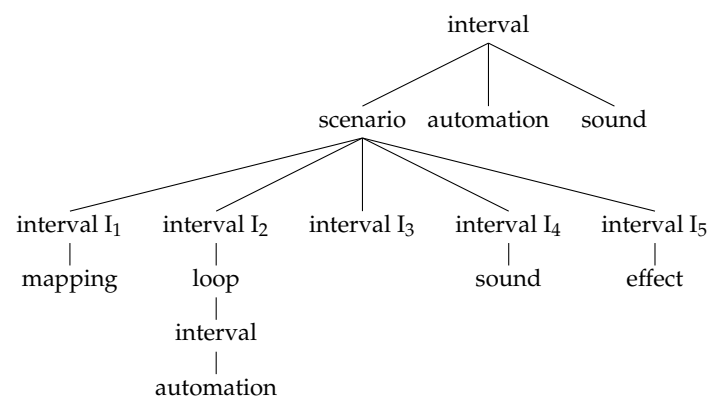 interval
scenario automation sound
interval I₁ interval I₂ interval I₃ interval I₄ interval I₅
mapping loop sound effect
interval
automation